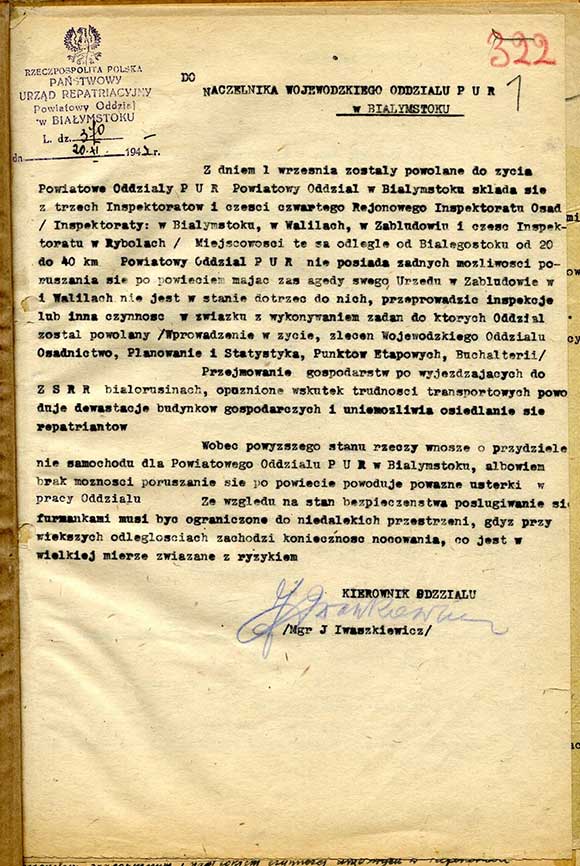 322
1
RZECZPOSPOLITA POLSKA
PAŃSTWOWY
URZĄD REPATRIACYJNY
Powiatowy Oddział
w BIAŁYMSTOKU
L. dz. 370
dn 20.XI. 1945 r.
DO
NACZELNIKA WOJEWODZKIEGO ODDZIALU P U R
w BIALYMSTOKU
Z dniem 1 wrzesnia zostaly powolane do zycia
Powiatowe Oddzialy P U R Powiatowy Oddzial w Bialymstoku sklada sie
z trzech Inspektoratow i czesci czwartego Rejonowego Inspektoratu Osad
/ Inspektoraty: w Bialymstoku, w Walilach, w Zabludowiu i czesc Inspek-
toratu w Rybolach / Miejscowosci te sa odlegle od Bialegostoku od 20
do 40 km Powiatowy Oddzial P U R nie posiada zadnych mozliwosci po-
ruszania sie po powieciem majac zas agedy swego Urzedu w Zabludowie w
i Walilach nie jest w stanie dotrzec do nich, przeprowadzic inspekcje
lub inna czynnosc w zwiazku z wykonywaniem zadan do ktorych Oddzial
zostal powolany /Wprowadzenie w zycie, zlecen Wojewodzkiego Oddzialu
Osadnictwo, Planowanie i Statystyka, Punktow Etapowych, Buchalterii/
Przejmowanie gospodarstw po wyjezdzajacych do
Z S R R bialorusinach, opuznione wskutek trudnosci transportowych powo
duje dewastacje budynkow gospodarczych i uniemozliwia osiedlanie sie
repatriantow
Wobec powyzszego stanu rzeczy wnosze o przydziele
nie samochodu dla Powiatowego Oddzialu P U R w Bialymstoku, albowiem
brak moznosci poruszanie sie po powiecie powoduje powazne usterki w
pracy Oddzialu Ze wzgledu na stan bezpieczenstwa poslugiwanie sie
furmankami musi byc ograniczone do niedalekich przestrzeni, gdyz przy
wiekszych odleglosciach zachodzi koniecznosc nocowania, co jest w
wielkiej mierze zwiazane z ryzykiem
KIEROWNIK ODZZIALU
/Mgr J Iwaszkiewicz/